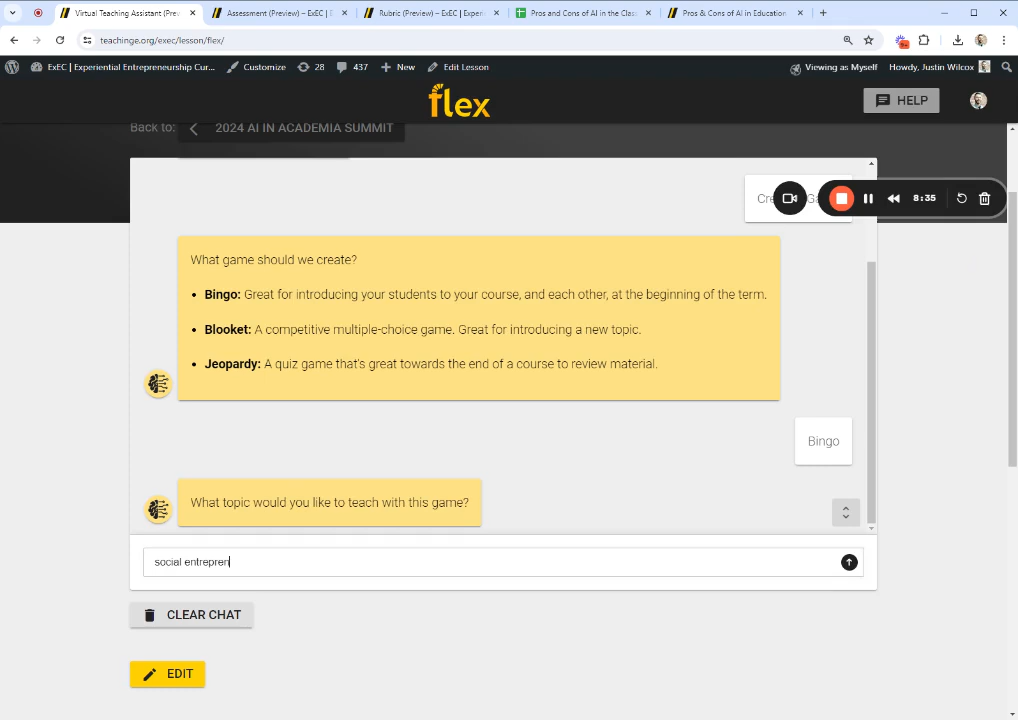 Virtual Teaching Assistant (Prev
Assessment (Preview) – ExEC | E
Rubric (Preview) – ExEC | Experi
Pros and Cons of AI in the Class
Pros & Cons of AI in Education
teachinge.org/exec/lesson/flex/
9+
ExEC | Experiential Entrepreneurship Cur...
Customize
28
437
New
Edit Lesson
Viewing as Myself
Howdy, Justin Wilcox
flex
HELP
Back to:
2024 AI IN ACADEMIA SUMMIT
8:35
What game should we create?
Bingo: Great for introducing your students to your course, and each other, at the beginning of the term.
Blooket: A competitive multiple-choice game. Great for introducing a new topic.
Jeopardy: A quiz game that's great towards the end of a course to review material.
Bingo
What topic would you like to teach with this game?
social entrepren
CLEAR CHAT
EDIT